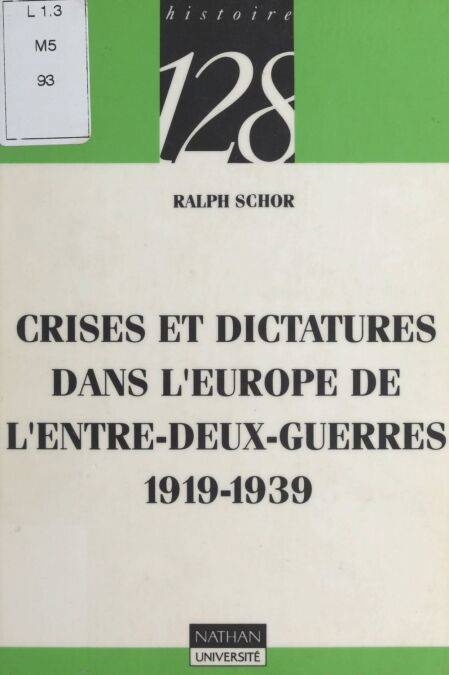 L 1.3
M5
93
histoire
128
RALPH SCHOR
CRISES ET DICTATURES
DANS L'EUROPE DE
L'ENTRE-DEUX-GUERRES
1919-1939
NATHAN
UNIVERSITÉ